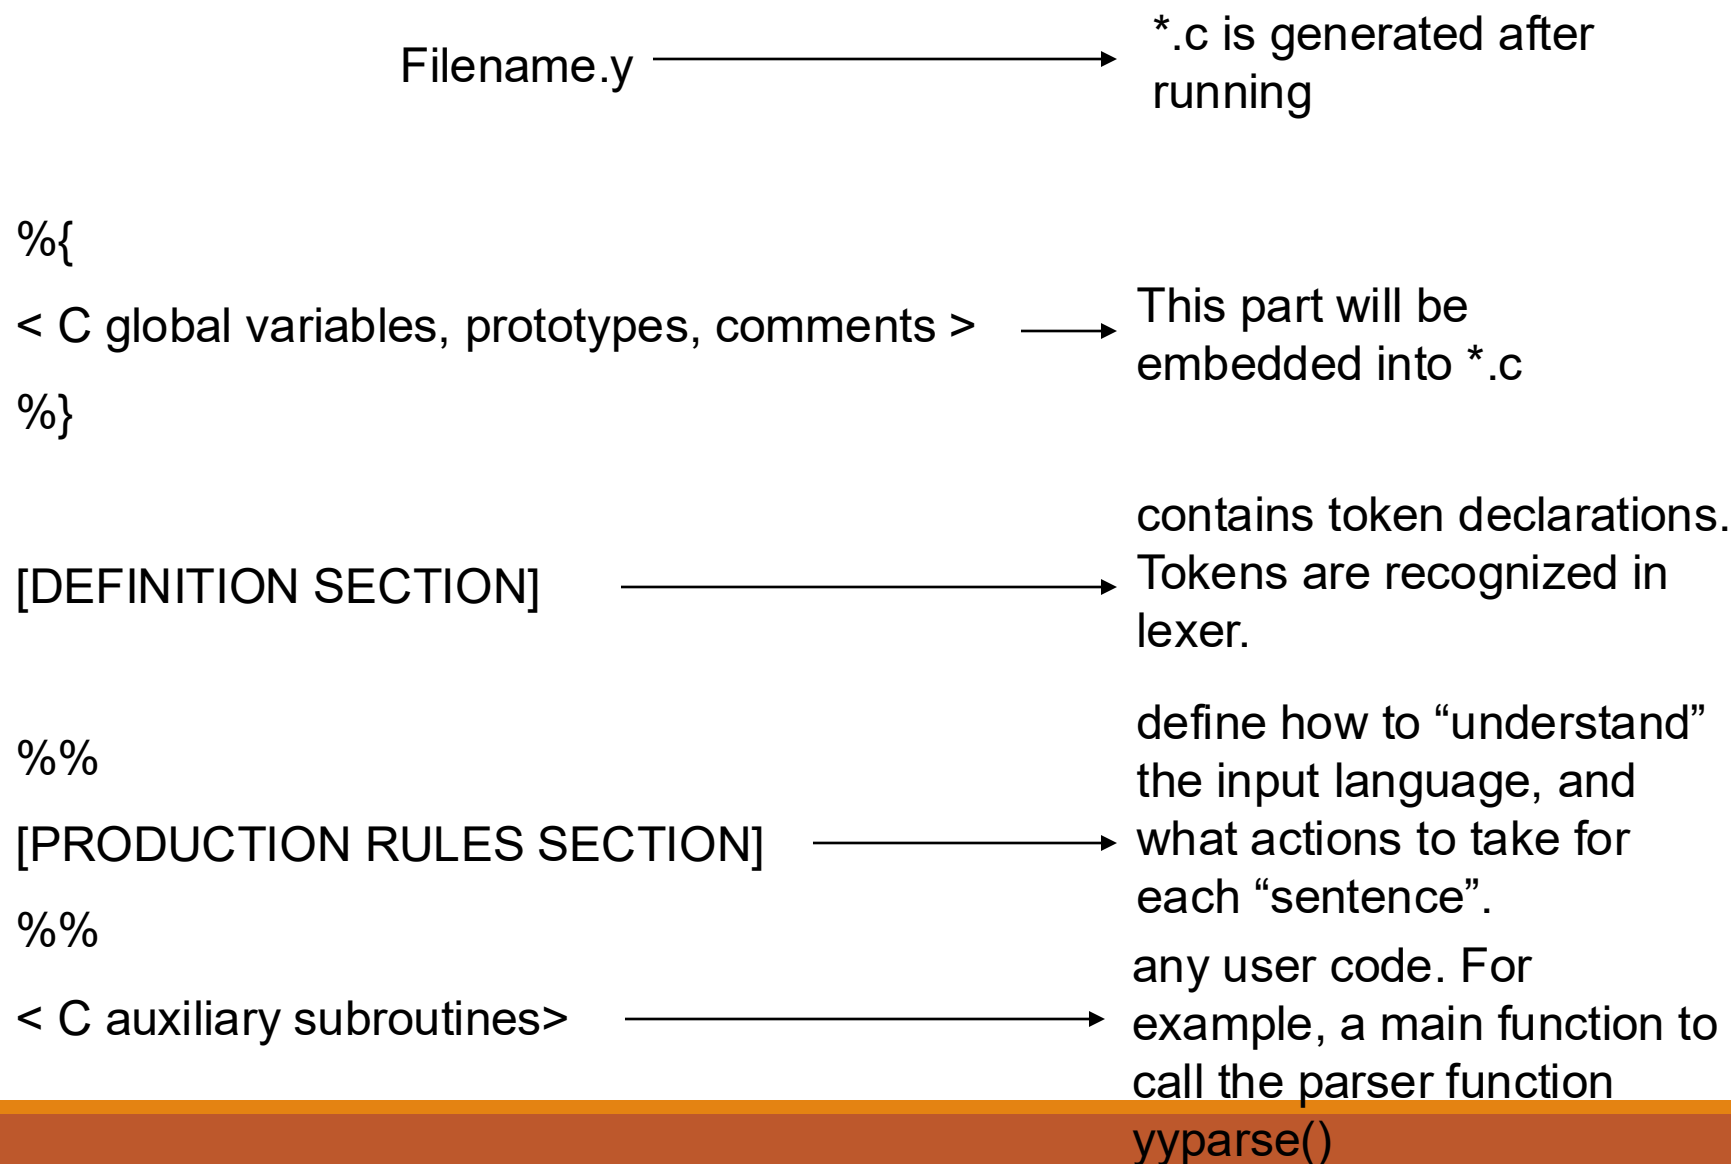 Filename.y
*.c is generated after
running
%{
< C global variables, prototypes, comments >
This part will be
embedded into *.c
%}
[DEFINITION SECTION]
contains token declarations.
Tokens are recognized in
lexer.
%%
[PRODUCTION RULES SECTION]
define how to “understand”
the input language, and
what actions to take for
each “sentence”.
%%
< C auxiliary subroutines>
any user code. For
example, a main function to
call the parser function
yyparse()